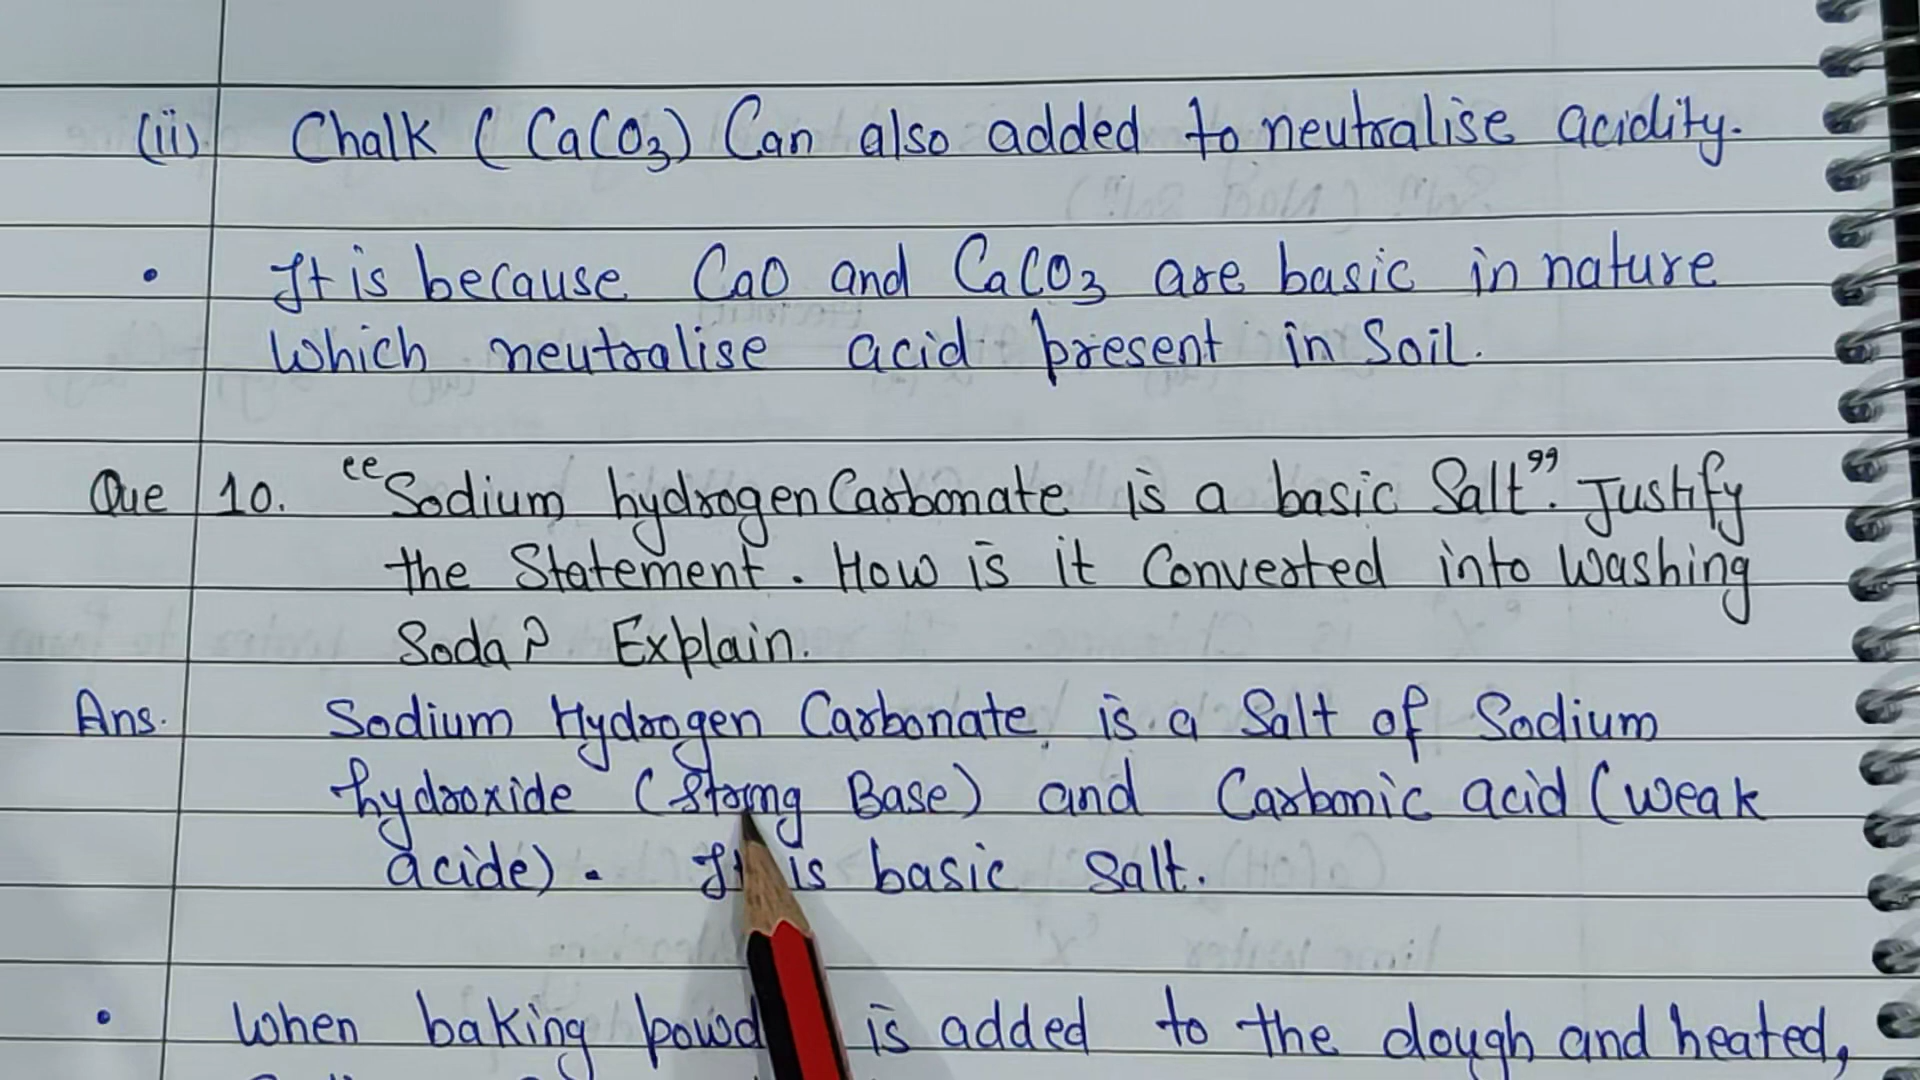 (ii) Chalk (CaCO3) Can also added to neutralise acidity.
• It is because CaO and CaCO3 are basic in nature
which neutralise acid present in Soil.
Que 10. "Sodium hydrogen Carbonate is a basic Salt". Justify
the Statement. How is it Converted into Washing
Soda? Explain.
Ans. Sodium Hydrogen Carbonate is a Salt of Sodium
hydroxide (Strong Base) and Carbonic acid (weak
acide). It is basic salt.
• When baking powd is added to the dough and heated,